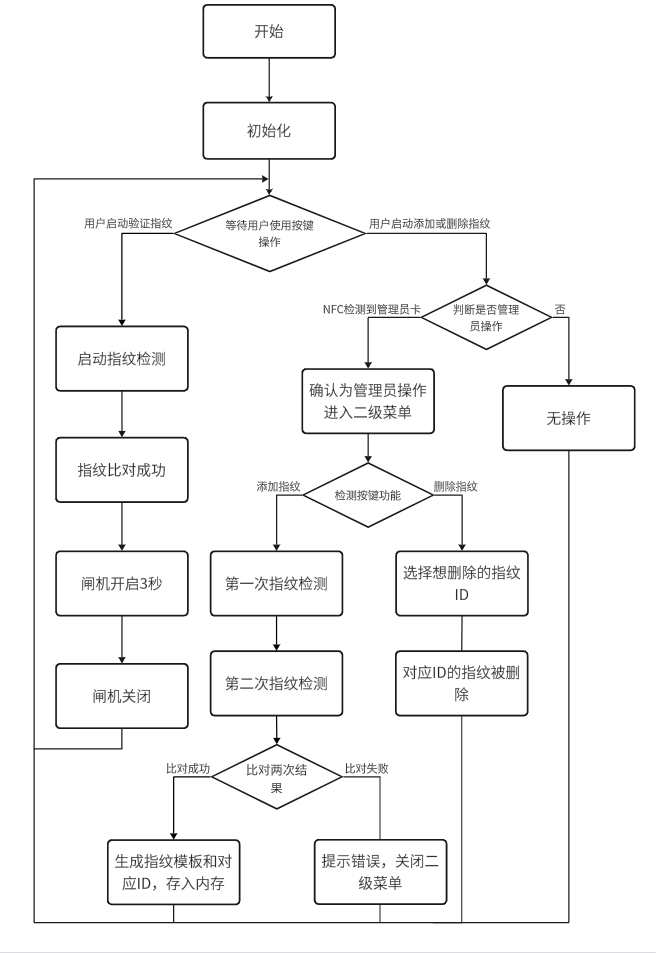 开始
初始化
等待用户使用按键
操作
用户启动验证指纹
用户启动添加或删除指纹
判断是否管理
员操作
NFC检测到管理员卡
否
启动指纹检测
确认为管理员操作
进入二级菜单
无操作
指纹比对成功
检测按键功能
添加指纹
删除指纹
闸机开启3秒
第一次指纹检测
选择想删除的指纹
ID
闸机关闭
第二次指纹检测
对应ID的指纹被删
除
比对两次结
果
比对成功
比对失败
生成指纹模板和对
应ID，存入内存
提示错误，关闭二
级菜单